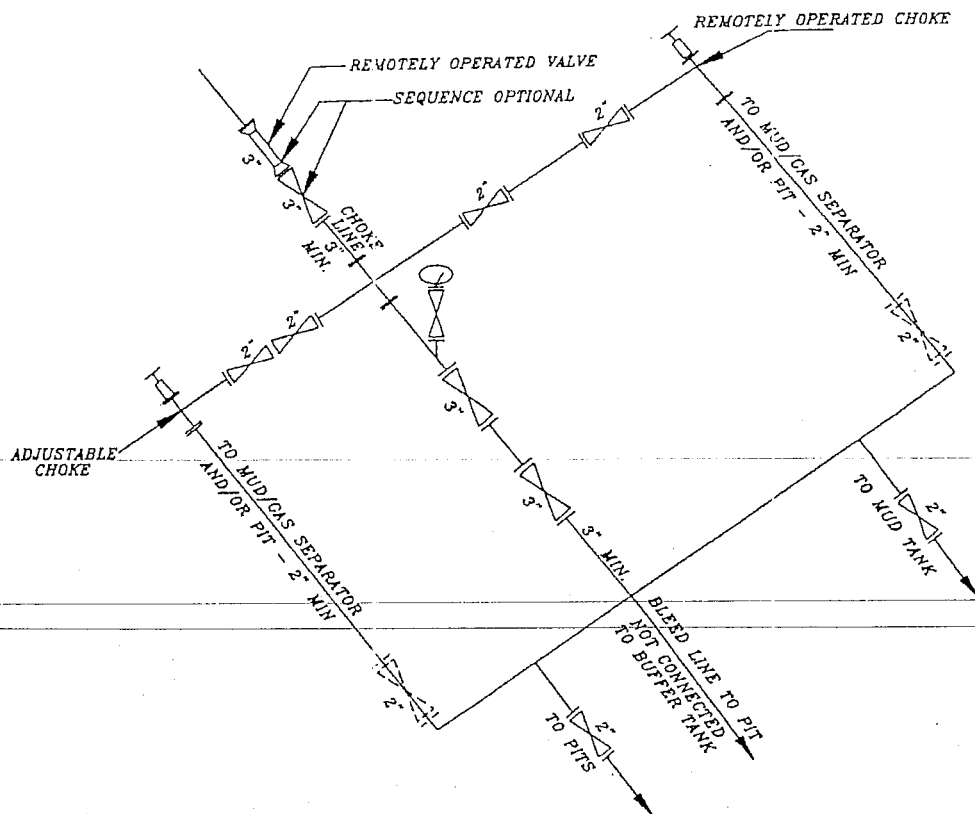 REMOTELY OPERATED CHOKE
REMOTELY OPERATED VALVE
SEQUENCE OPTIONAL
3"
3"
CHOKE
LINE
3"
MIN.
2"
2"
TO MUD/GAS SEPARATOR
AND/OR PIT - 2" MIN
2"
2"
2"
ADJUSTABLE
CHOKE
3"
3"
3" MIN.
TO MUD/GAS SEPARATOR
AND/OR PIT - 2" MIN
2"
2"
TO MUD TANK
BLEED LINE TO PIT
NOT CONNECTED
TO BUFFER TANK
2"
TO PITS